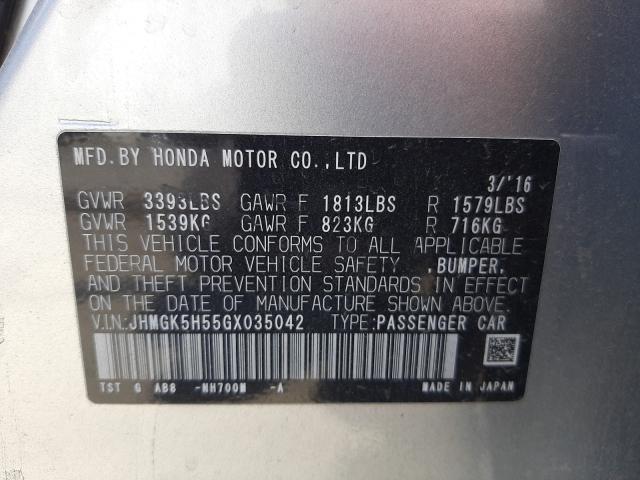 MFD.BY HONDA MOTOR CO.,LTD
3/'16
GVWR 3393LBS GAWR F 1813LBS R 1579LBS
GVWR 1539KG GAWR F 823KG R 716KG
THIS VEHICLE CONFORMS TO ALL APPLICABLE
FEDERAL MOTOR VEHICLE SAFETY ,BUMPER,
AND THEFT PREVENTION STANDARDS IN EFFECT
ON THE DATE OF MANUFACTURE SHOWN ABOVE.
V.I.N:JHMGK5H55GX035042 TYPE:PASSENGER CAR
TST G AB8 -NH700M -A MADE IN JAPAN